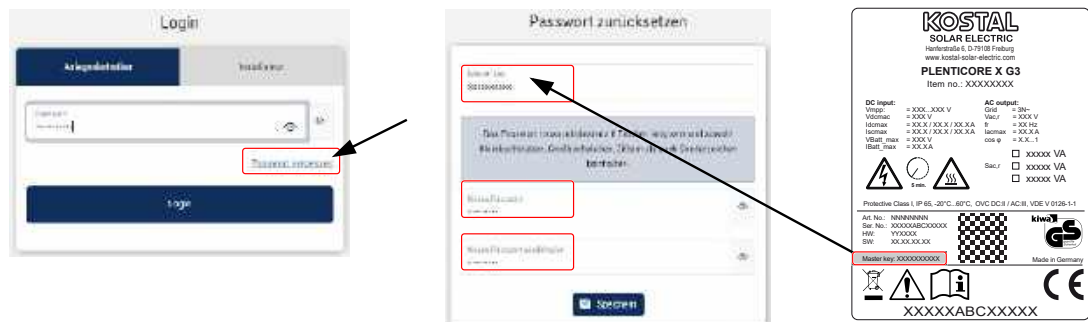 Login
Anlagenbetreiber
Installateur
Passwort vergessen
Login
Passwort zurücksetzen
Neues Passwort
Speichern
KOSTAL
SOLAR ELECTRIC
Hanferstraße 6, D-79108 Freiburg
www.kostal-solar-electric.com
PLENTICORE X G3
Item no.: XXXXXXXX
DC input:
Vmpp: = XXX...XXX V
Vdcmac = XXX V
Idcmax = XX.X / XX.X / XX.XA
Iscmax = XX.X / XX.X / XX.XA
VBatt_max = XXX V
IBatt_max = XX.XA
AC output:
Grid = 3N~
Vac,r = XXX V
fr = XX Hz
Iacmax = XX.XA
cos φ = X.X...1
Sac,r
xxxxx VA
xxxxx VA
xxxxx VA
5 min.
Protective Class I, IP 65, -20°C...60°C, OVC DC:II / AC:III, VDE V 0126-1-1
Art. No.: NNNNNNNN
Ser. No.: XXXXXABCXXXXX
HW: YYXXXX
SW: XX.XX.XX.XX
Master key: XXXXXXXXXX
kiwa
GS
Made in Germany
CE
XXXXXABCXXXXX